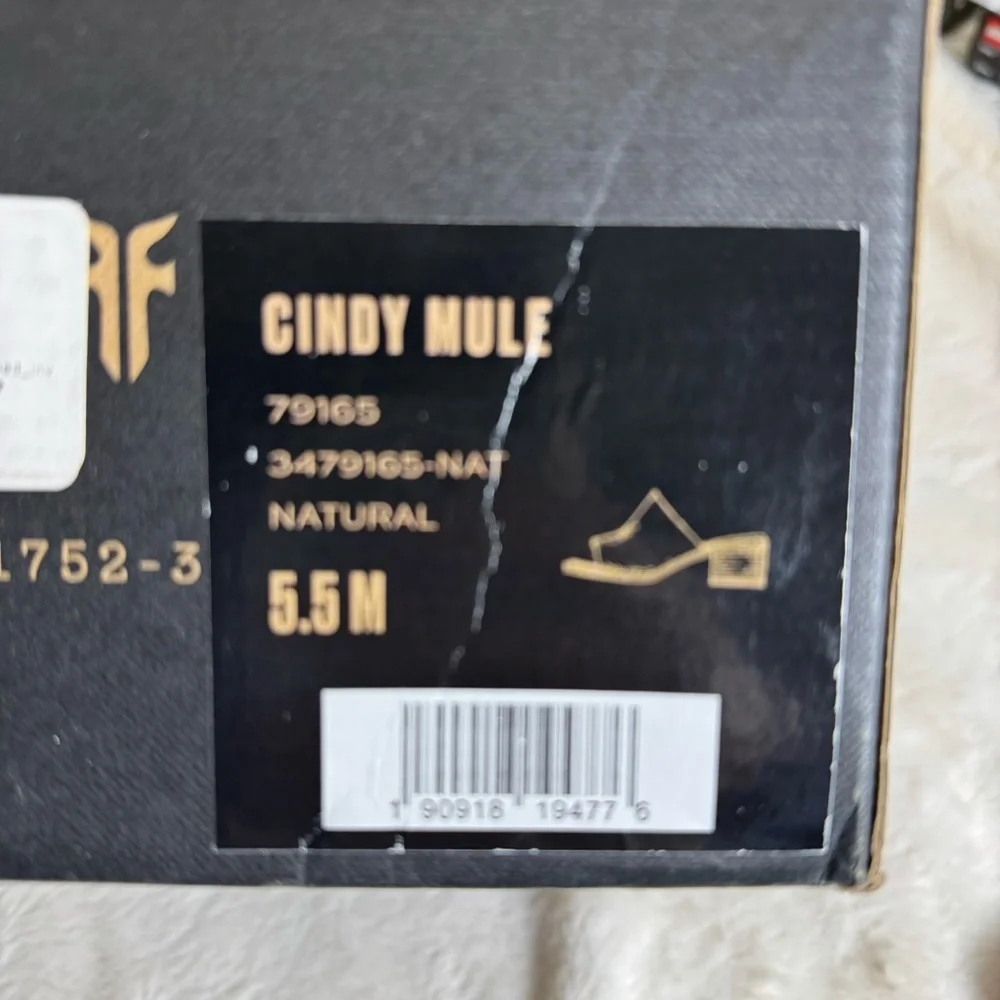 CINDY MULE
79165
3479165-NAT
NATURAL
1752-3
5.5 M
1 90918 19477 6